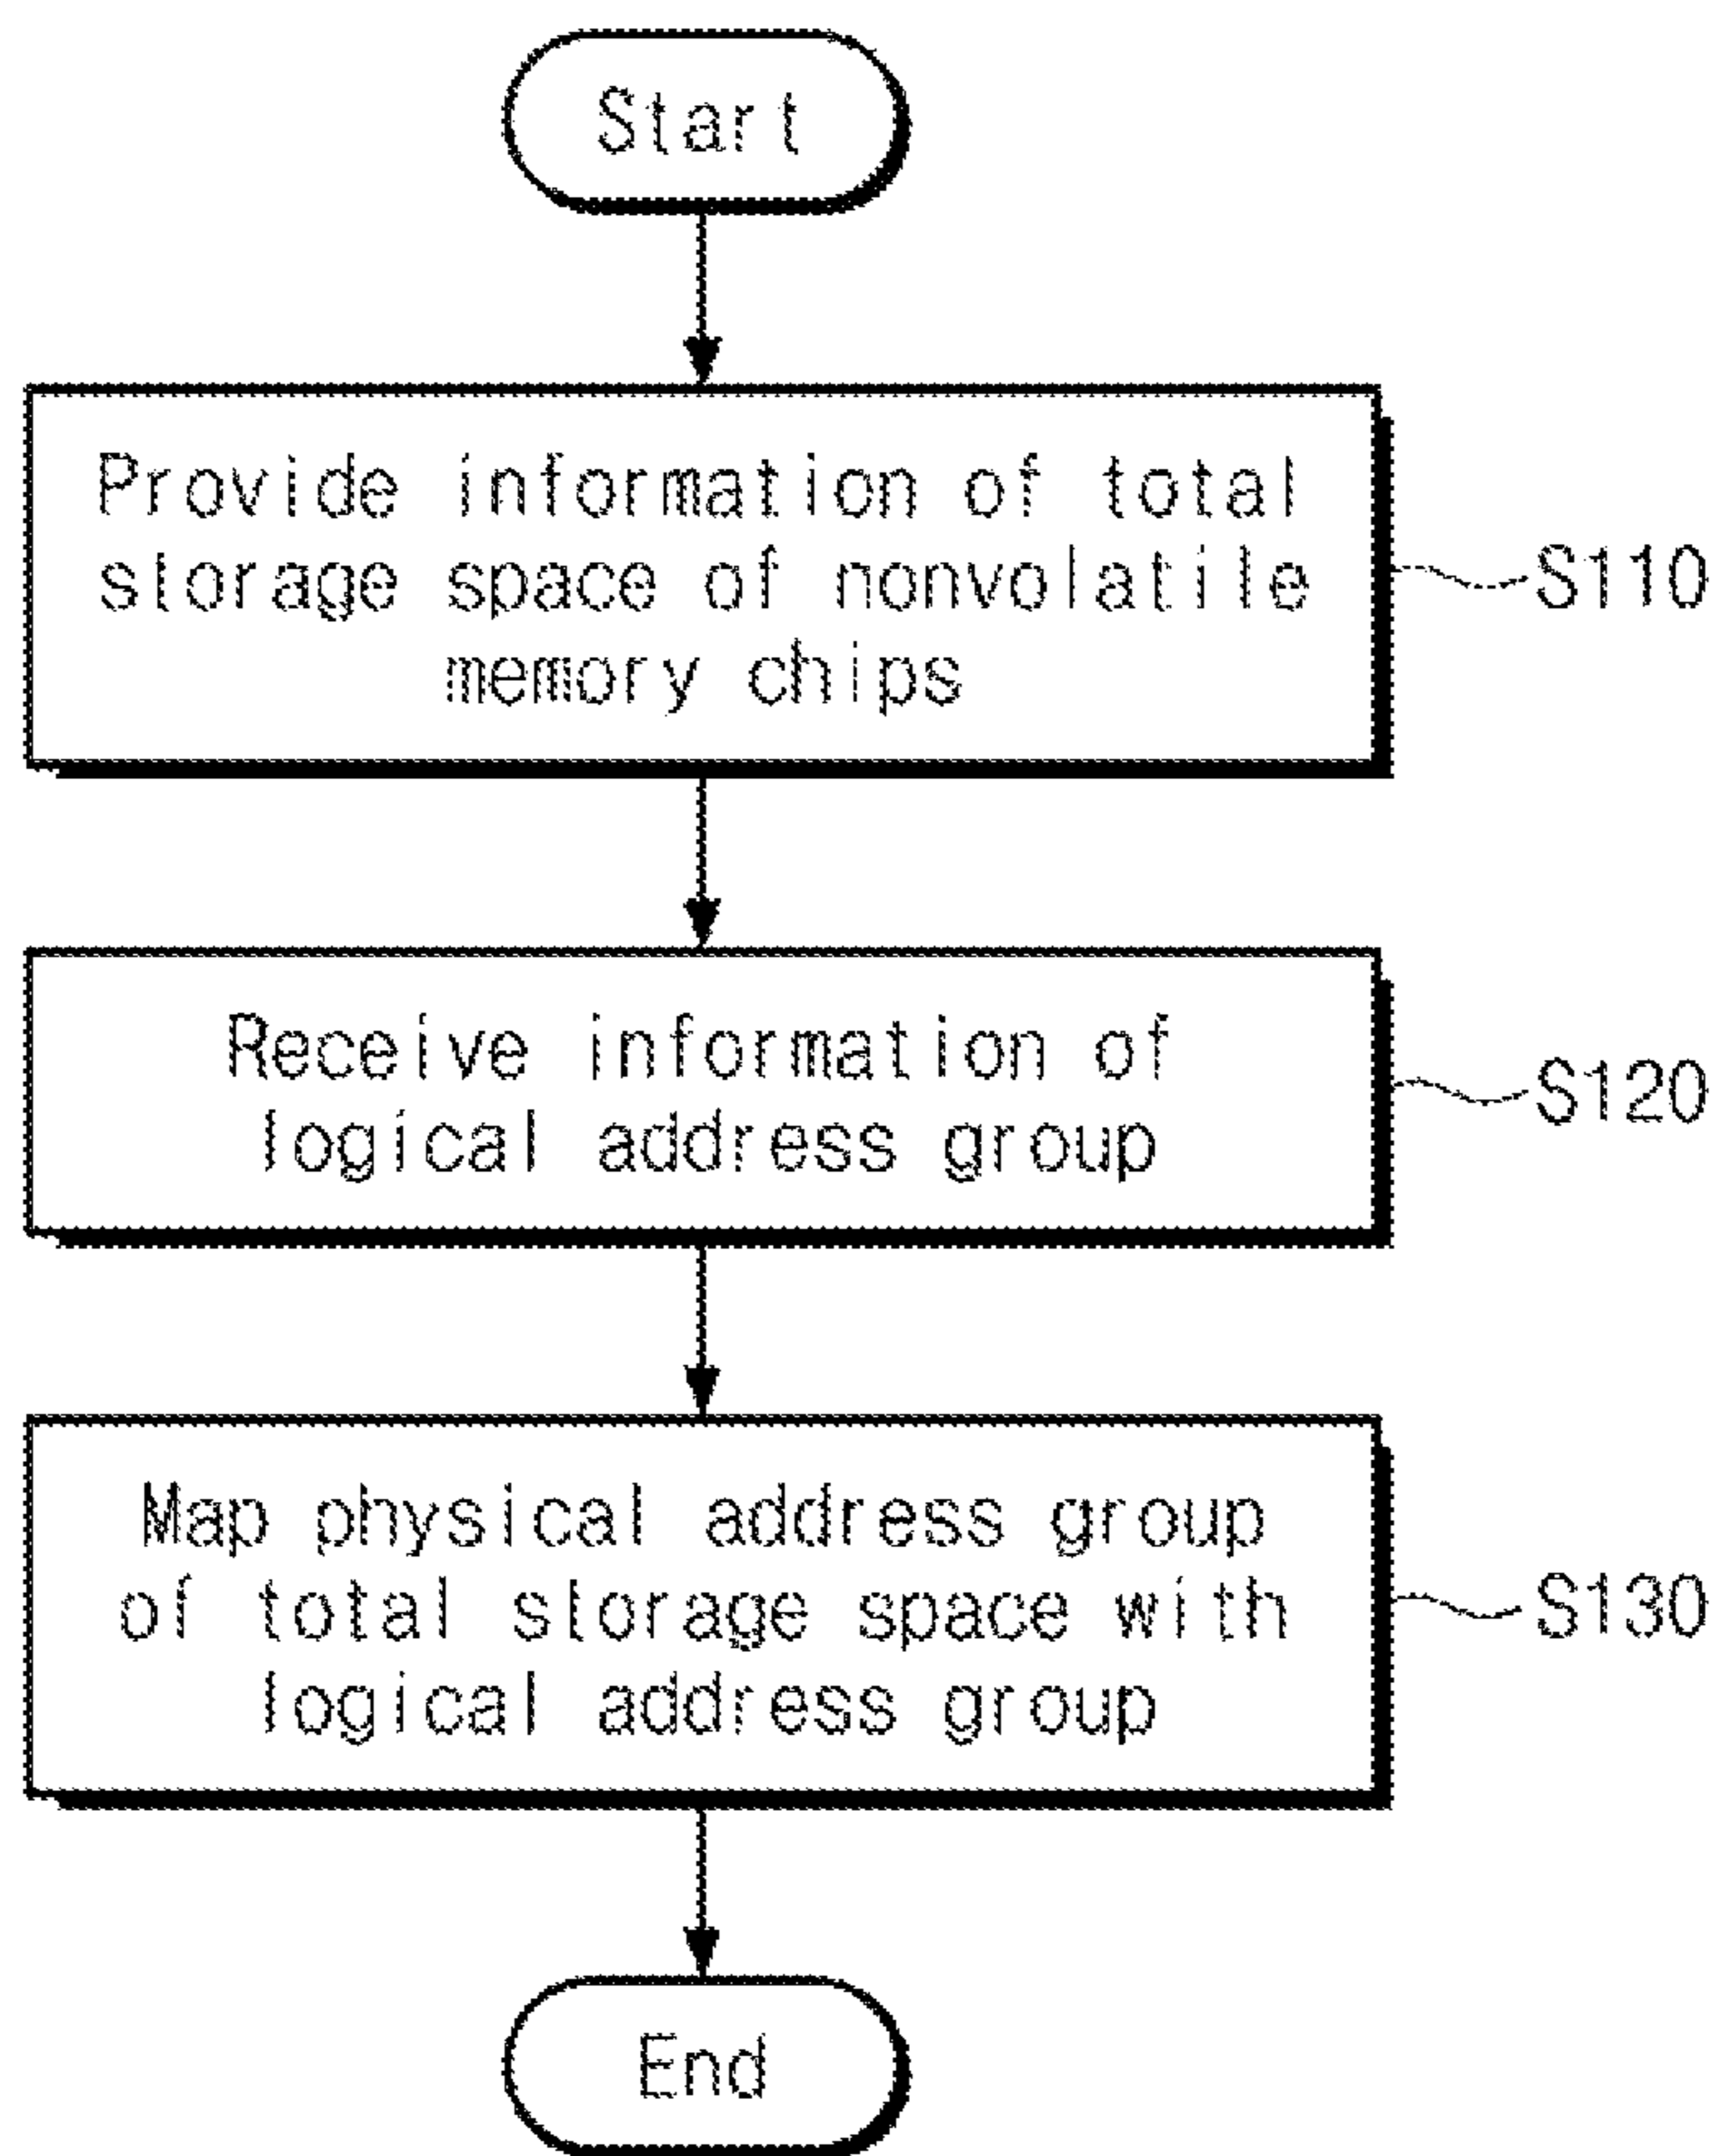 Start
Provide information of total
storage space of nonvolatile
memory chips
S110
Receive information of
logical address group
S120
Map physical address group
of total storage space with
logical address group
S130
End